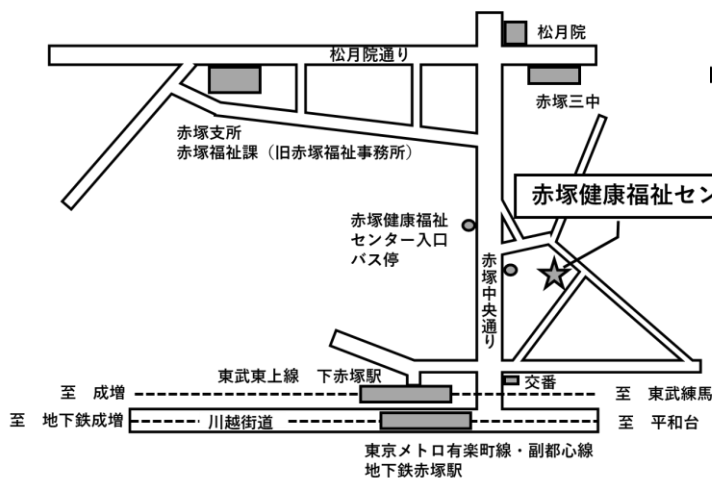 松月院
松月院通り
赤塚三中
赤塚支所
赤塚福祉課（旧赤塚福祉事務所）
赤塚健康福祉セン
赤塚健康福祉
センター入口
バス停
赤塚中央通り
東武東上線　下赤塚駅
交番
至　成増
至　東武練馬
至　地下鉄成増
川越街道
至　平和台
東京メトロ有楽町線・副都心線
地下鉄赤塚駅